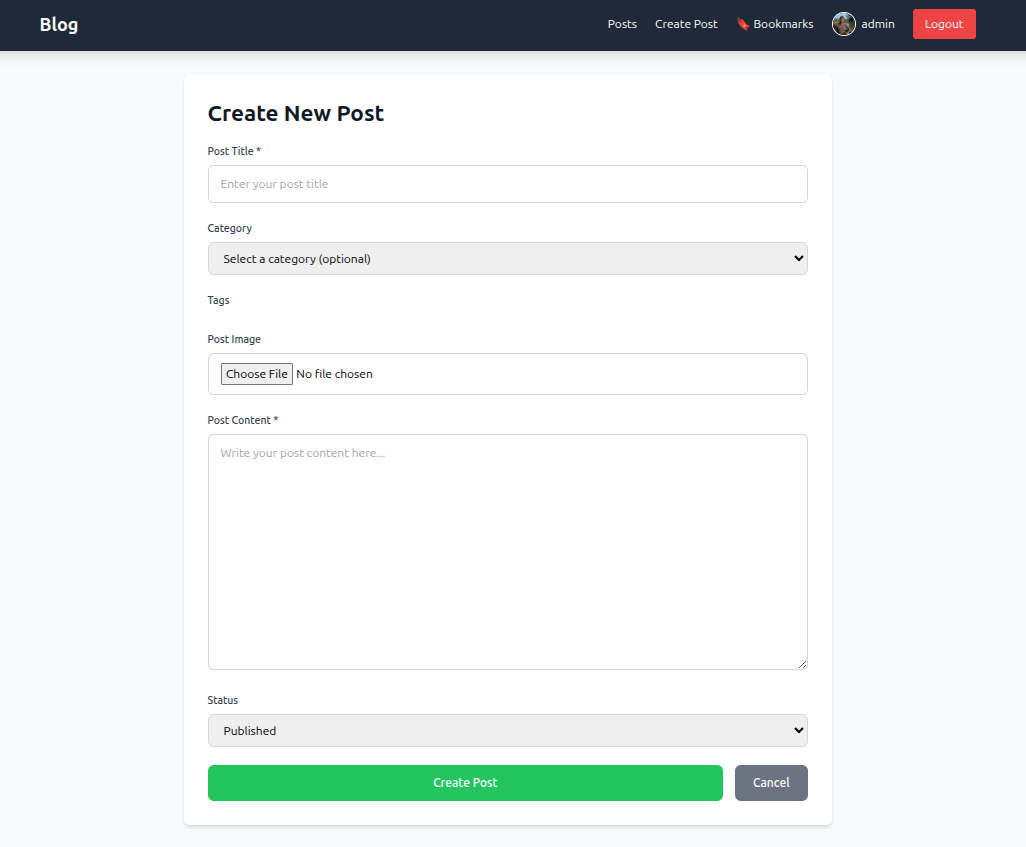 Blog
Posts Create Post 🔖 Bookmarks admin Logout
Create New Post
Post Title *
Enter your post title
Category
Select a category (optional)
Tags
Post Image
Choose File No file chosen
Post Content *
Write your post content here...
Status
Published
Create Post Cancel